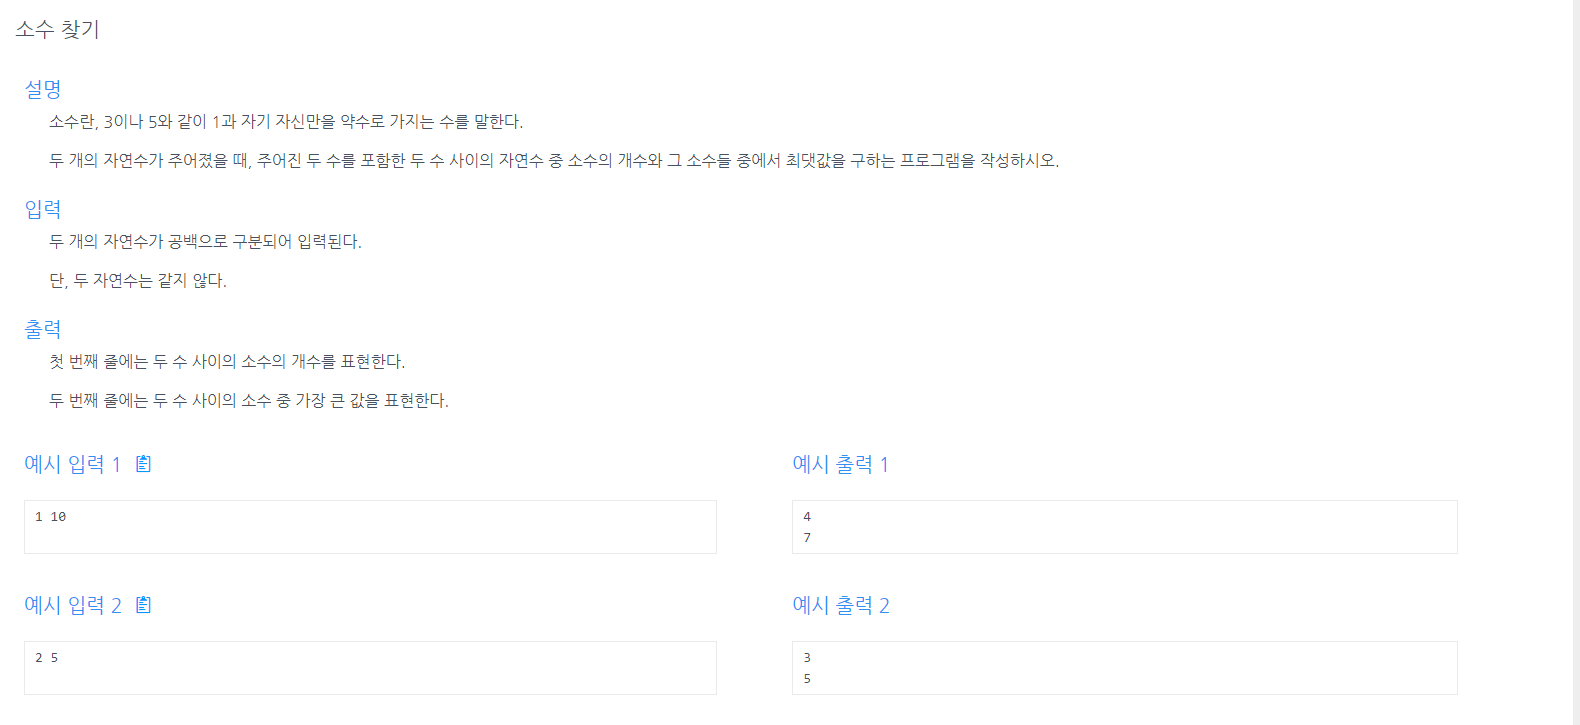 소수 찾기
설명
소수란, 3이나 5와 같이 1과 자기 자신만을 약수로 가지는 수를 말한다.
두 개의 자연수가 주어졌을 때, 주어진 두 수를 포함한 두 수 사이의 자연수 중 소수의 개수와 그 소수들 중에서 최댓값을 구하는 프로그램을 작성하시오.
입력
두 개의 자연수가 공백으로 구분되어 입력된다.
단, 두 자연수는 같지 않다.
출력
첫 번째 줄에는 두 수 사이의 소수의 개수를 표현한다.
두 번째 줄에는 두 수 사이의 소수 중 가장 큰 값을 표현한다.
예시 입력 1
1 10
예시 출력 1
4
7
예시 입력 2
2 5
예시 출력 2
3
5